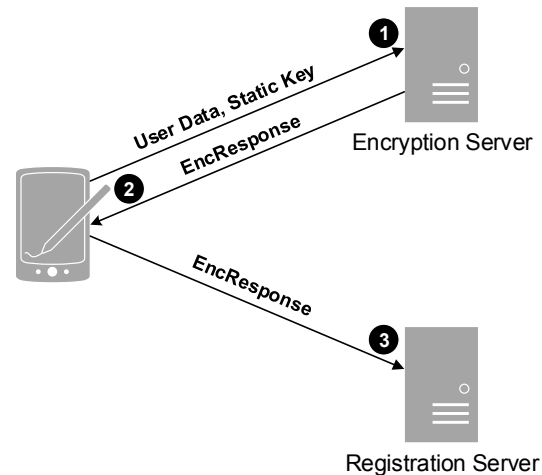 1
User Data, Static Key
Encryption Server
EncResponse
2
EncResponse
3
Registration Server